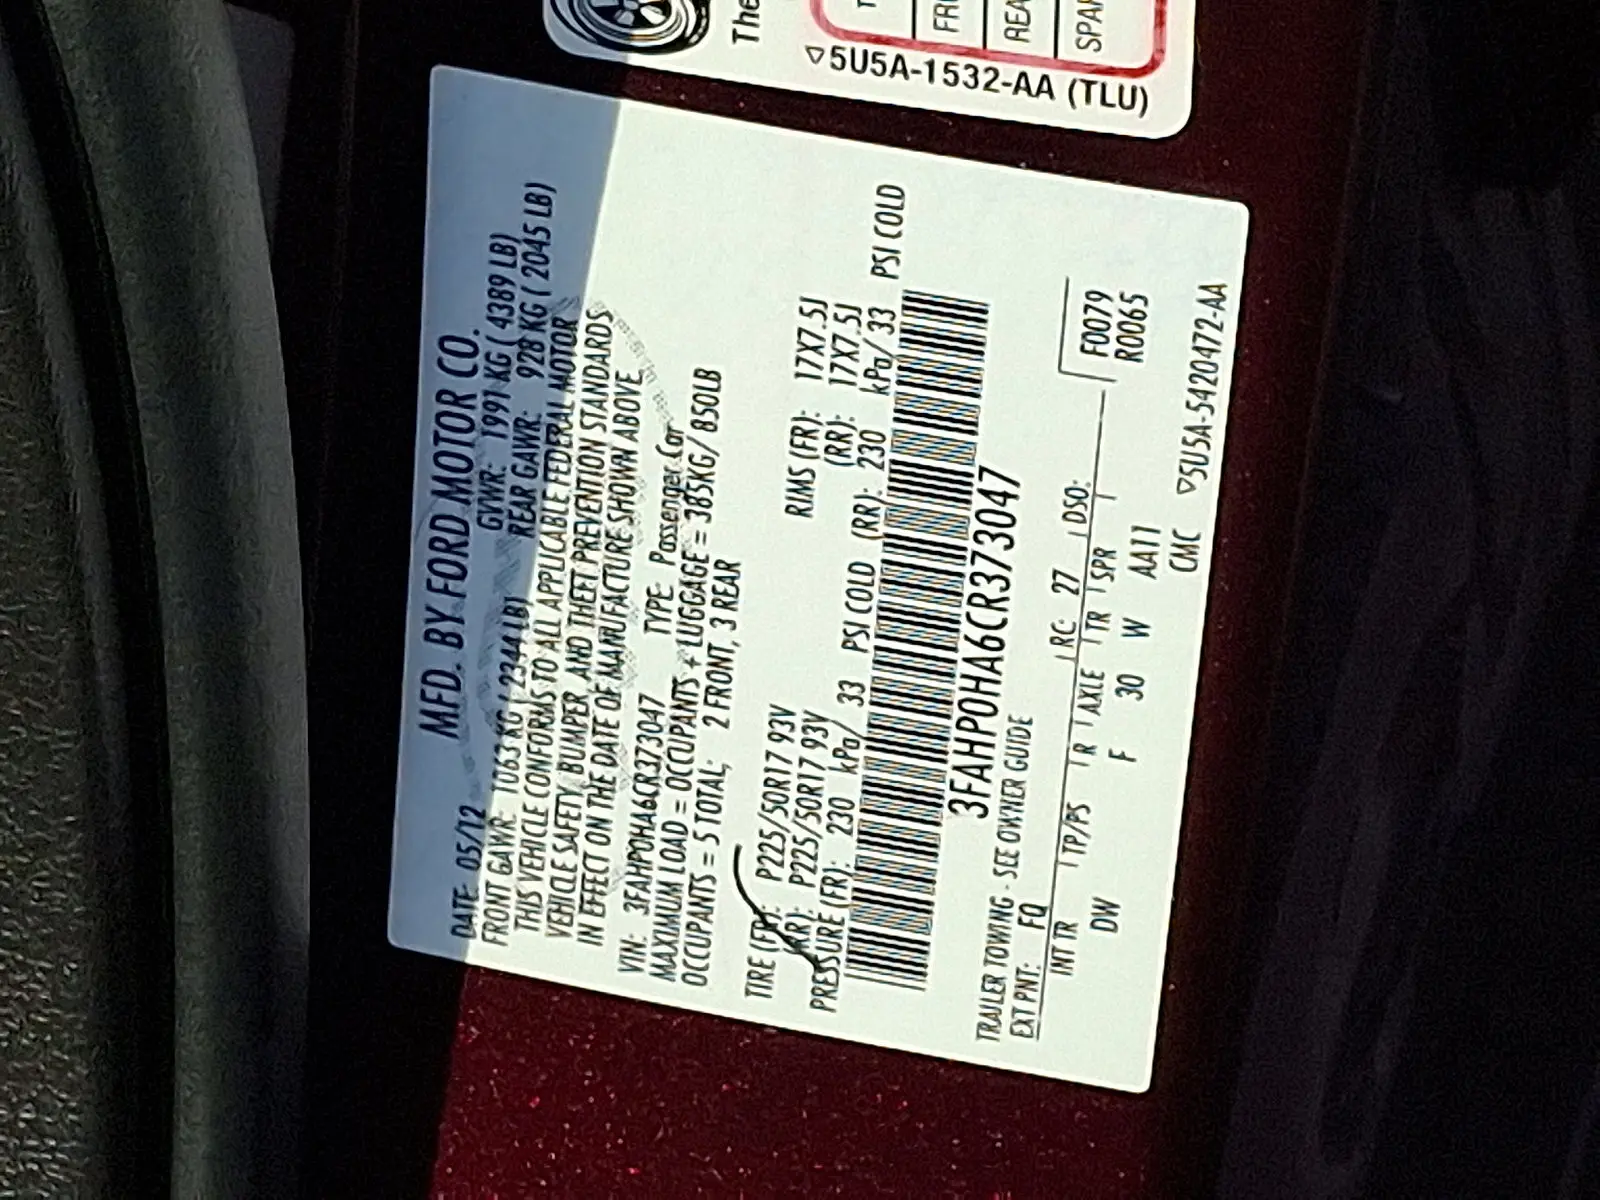 MFD. BY FORD MOTOR CO.
DATE: 05/12 GVWR: 1991 KG ( 4389 LB)
FRONT GAWR: 1063 KG ( 2344 LB) REAR GAWR: 928 KG ( 2045 LB)
THIS VEHICLE CONFORMS TO ALL APPLICABLE FEDERAL MOTOR
VEHICLE SAFETY, BUMPER, AND THEFT PREVENTION STANDARDS
IN EFFECT ON THE DATE OF MANUFACTURE SHOWN ABOVE.
VIN: 3FAHP0HA6CR373047 TYPE: Passenger Car
MAXIMUM LOAD = OCCUPANTS + LUGGAGE = 385KG/ 850LB
OCCUPANTS = 5 TOTAL; 2 FRONT, 3 REAR
TIRE (FR): P225/50R17 93V RIMS (FR): 17X7.5J
(RR): P225/50R17 93V (RR): 17X7.5J
PRESSURE (FR): 230 kPa/ 33 PSI COLD (RR): 230 kPa/ 33 PSI COLD
3FAHP0HA6CR373047
TRAILER TOWING - SEE OWNER GUIDE
EXT PNT: FQ RC: 27 DSO: F0079
INT TR TP/PS R AXLE TR SPR R0065
DW F 30 W AA11
CMC ▽5U5A-5420472-AA
The
FR
REA
SPAR
▽5U5A-1532-AA (TLU)